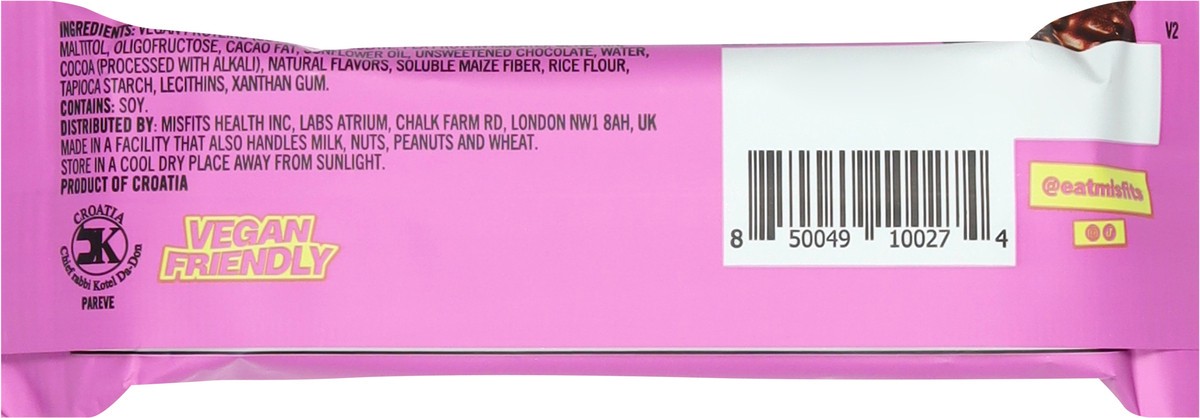 INGREDIENTS: VEGAN
V2
MALTITOL, OLIGOFRUCTOSE, CACAO FAT, SUNFLOWER OIL, UNSWEETENED CHOCOLATE, WATER,
COCOA (PROCESSED WITH ALKALI), NATURAL FLAVORS, SOLUBLE MAIZE FIBER, RICE FLOUR,
TAPIOCA STARCH, LECITHINS, XANTHAN GUM.
CONTAINS: SOY.
DISTRIBUTED BY: MISFITS HEALTH INC, LABS ATRIUM, CHALK FARM RD, LONDON NW1 8AH, UK
MADE IN A FACILITY THAT ALSO HANDLES MILK, NUTS, PEANUTS AND WHEAT.
STORE IN A COOL DRY PLACE AWAY FROM SUNLIGHT.
PRODUCT OF CROATIA
CROATIA
K
Chief rabbi Kotel Da-Don
PAREVE
VEGAN
FRIENDLY
8 50049 10027 4
@eatmisfits